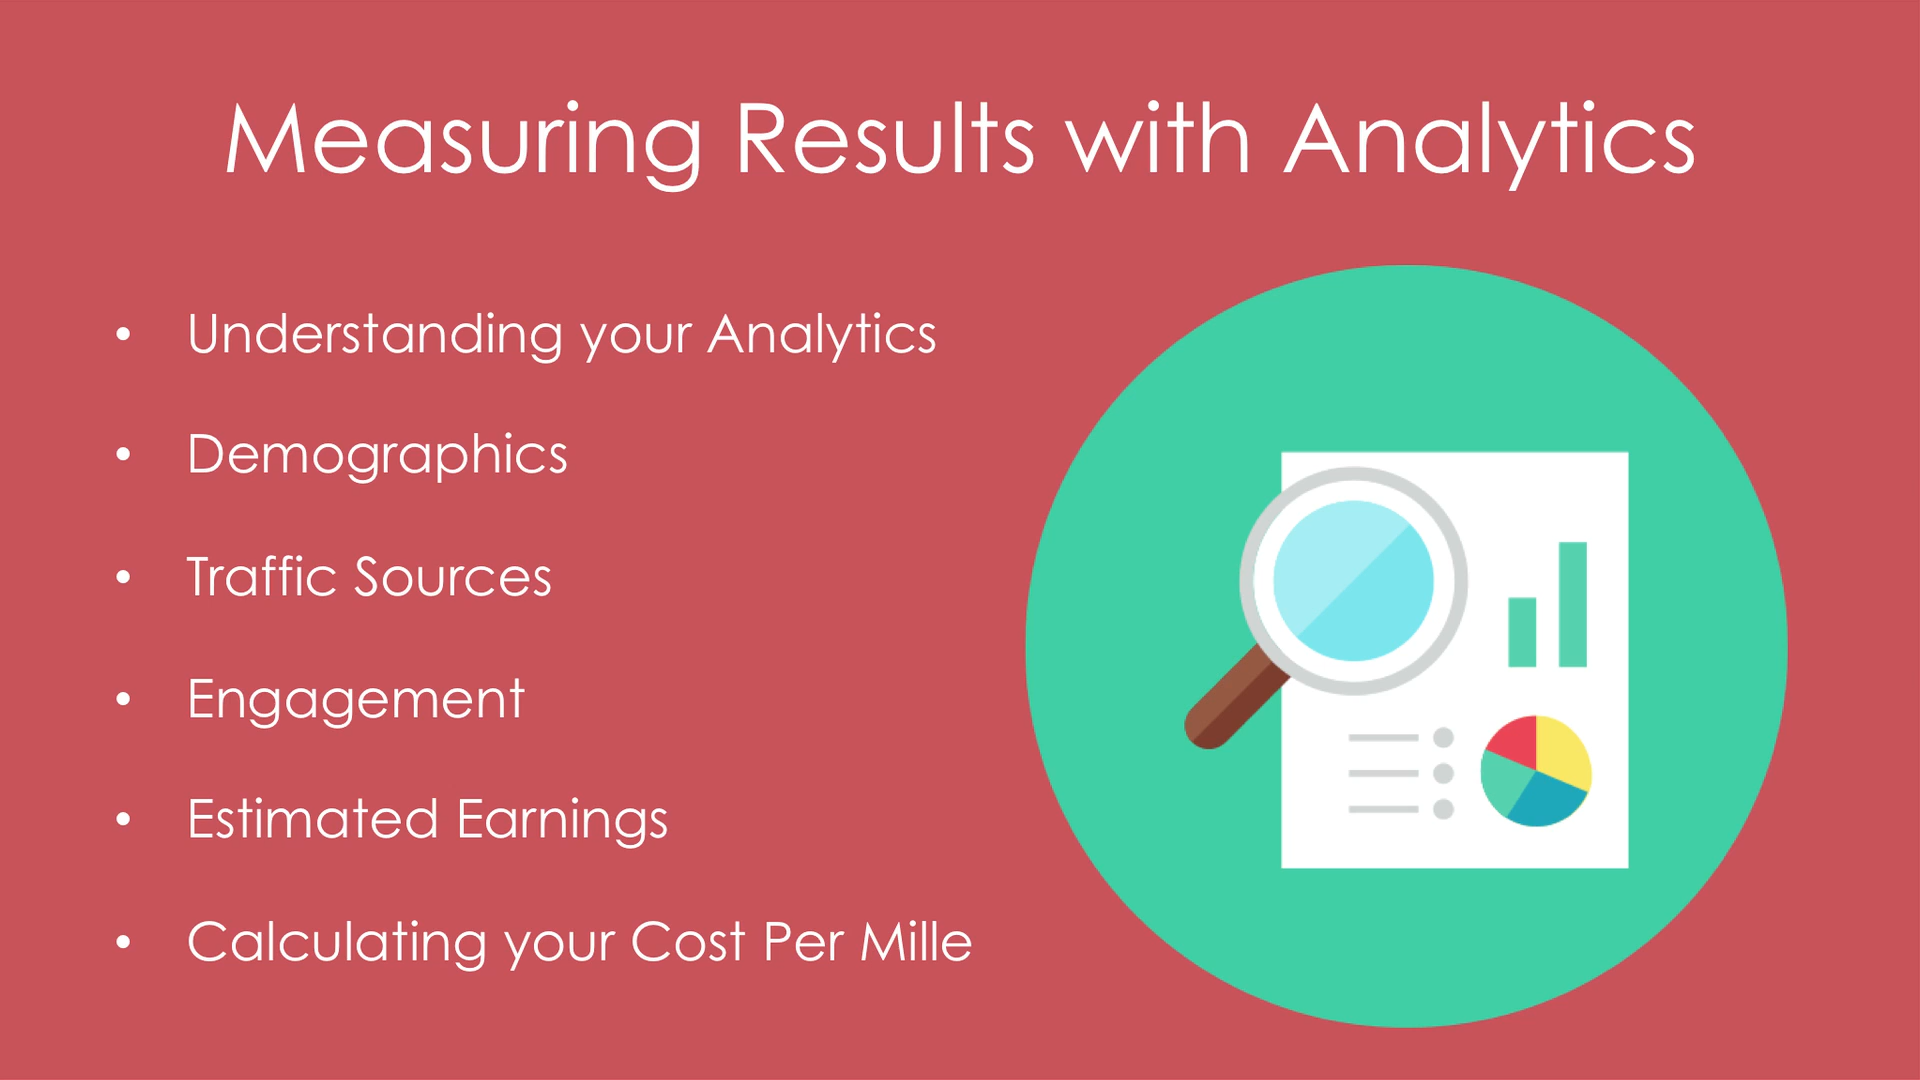 Measuring Results with Analytics
• Understanding your Analytics
• Demographics
• Traffic Sources
• Engagement
• Estimated Earnings
• Calculating your Cost Per Mille